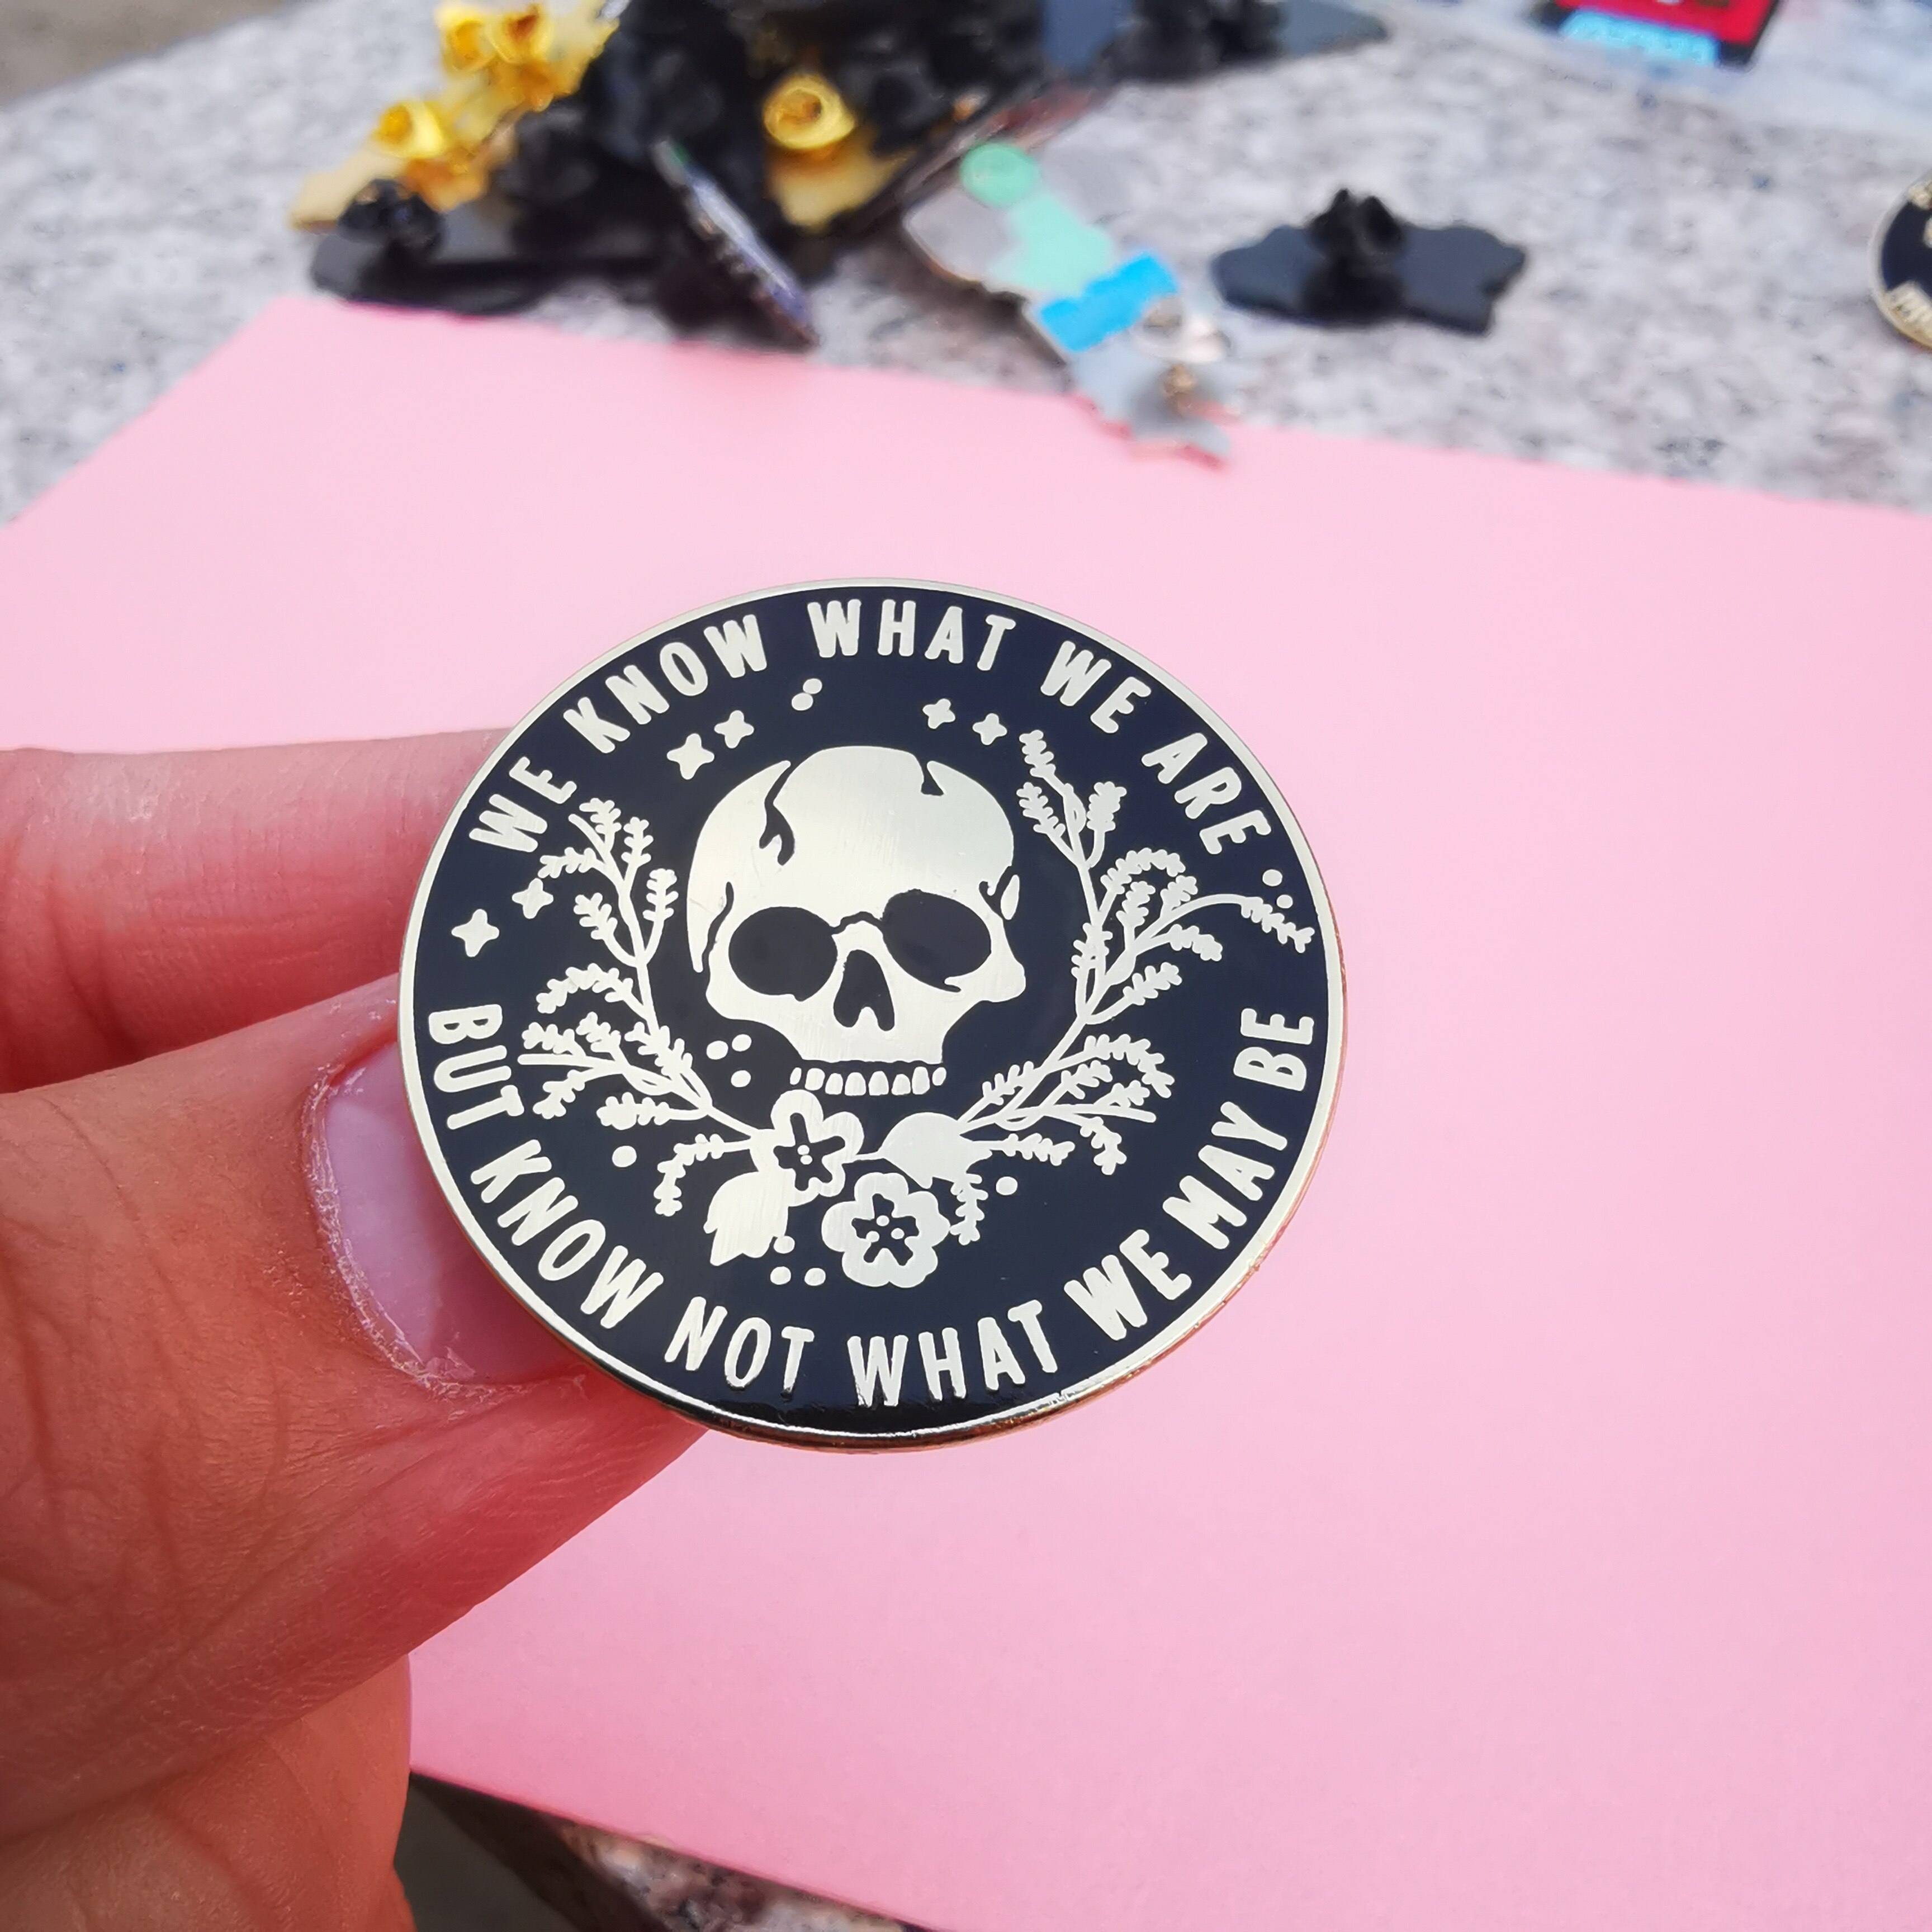 WE KNOW WHAT WE ARE
BUT KNOW NOT WHAT WE MAY BE